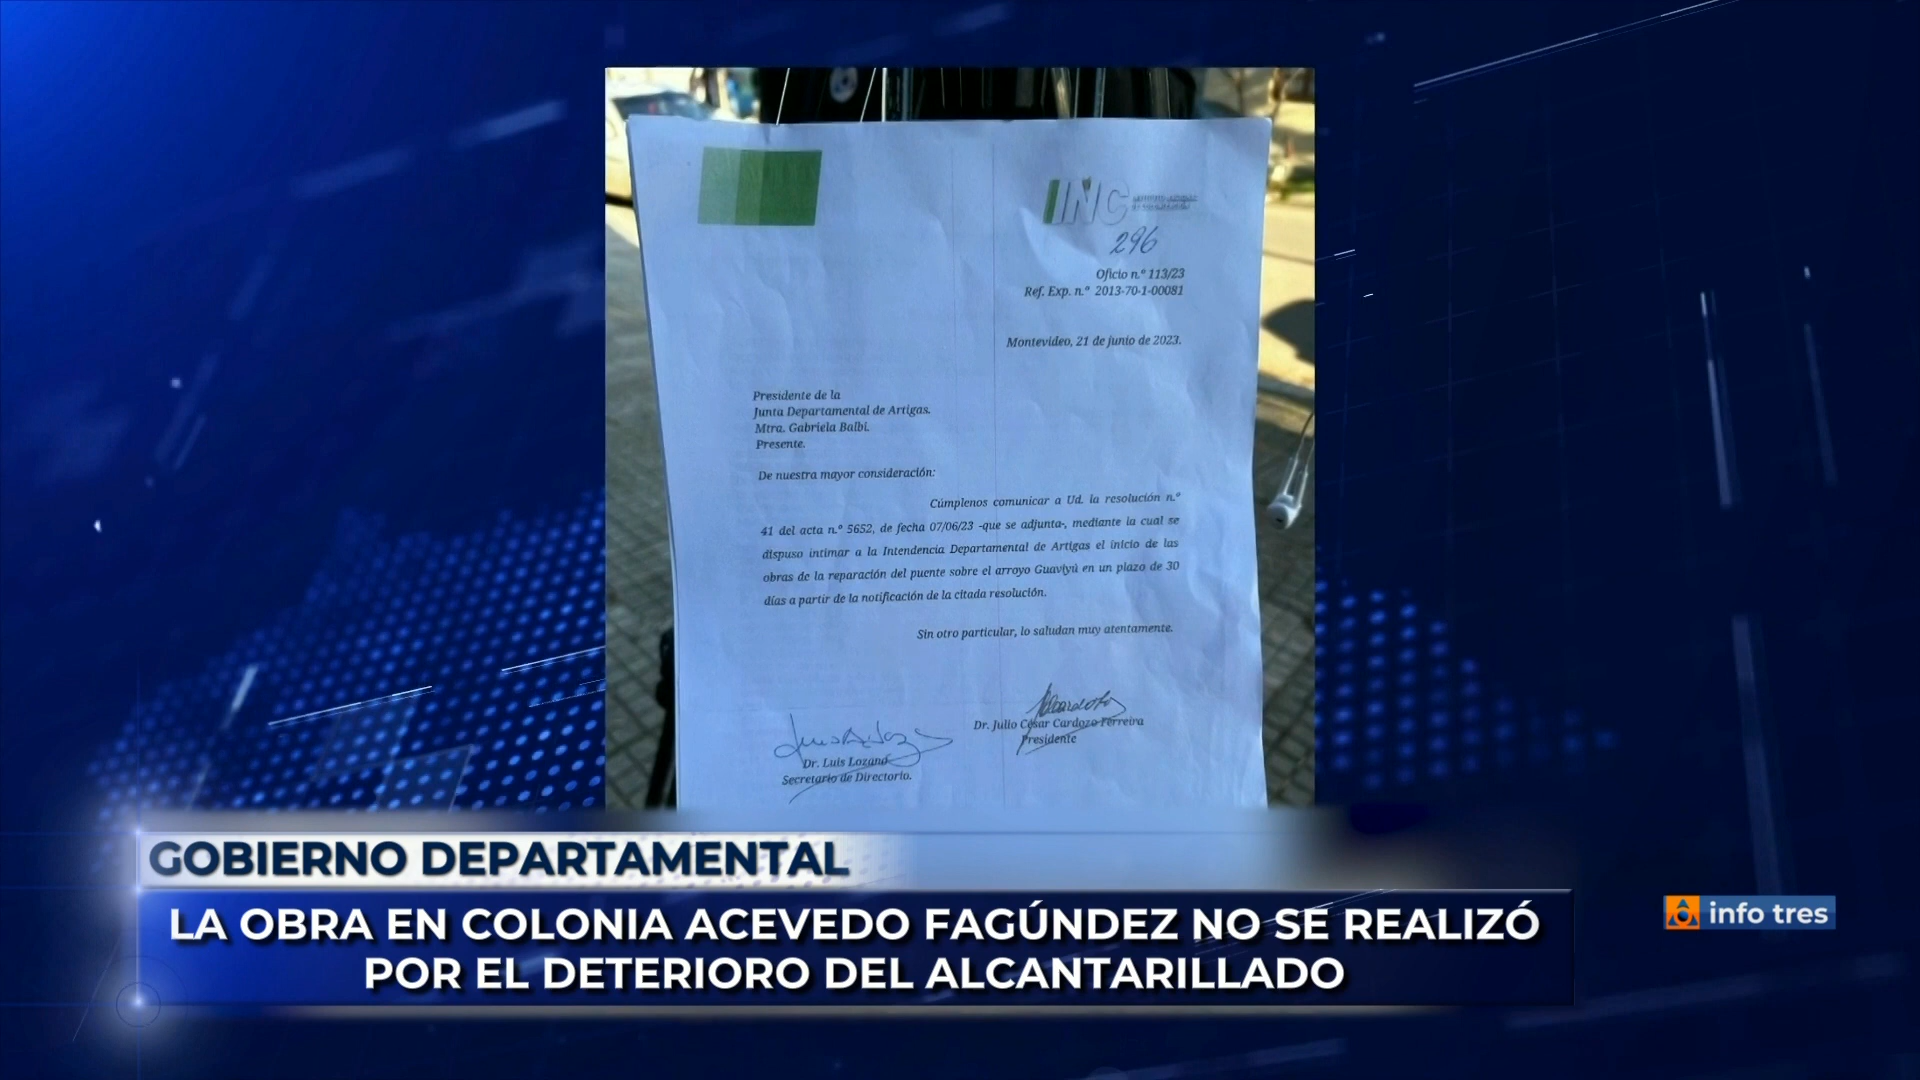 INC
296
Oficio n.º 113/23
Ref. Exp. n.º 2013-70-1-00081
Montevideo, 21 de junio de 2023.
Presidente de la
Junta Departamental de Artigas.
Mtra. Gabriela Balbi.
Presente.
De nuestra mayor consideración:
Cúmplenos comunicar a Ud. la resolución n.º
41 del acta n.º 5652, de fecha 07/06/23 -que se adjunta-, mediante la cual se
dispuso intimar a la Intendencia Departamental de Artigas el inicio de las
obras de la reparación del puente sobre el arroyo Guaviyú en un plazo de 30
días a partir de la notificación de la citada resolución.
Sin otro particular, lo saludan muy atentamente.
Dr. Julio César Cardozo Ferreira
Presidente
Dr. Luis Lozano
Secretario de Directorio.
GOBIERNO DEPARTAMENTAL
LA OBRA EN COLONIA ACEVEDO FAGÚNDEZ NO SE REALIZÓ
POR EL DETERIORO DEL ALCANTARILLADO
info tres